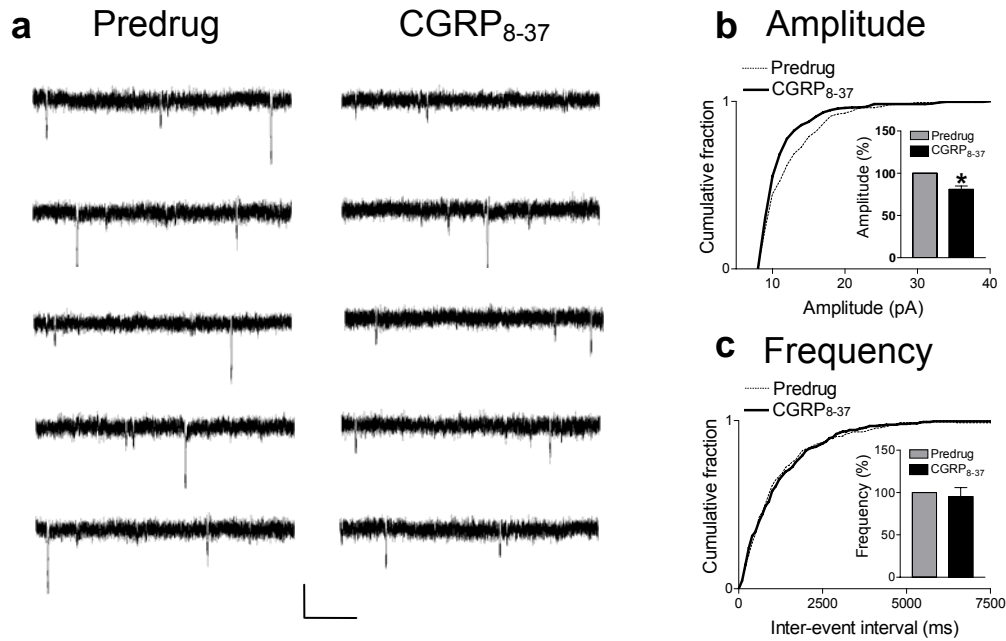 a
Predrug
CGRP8-37
b Amplitude
Predrug
CGRP8-37
Cumulative fraction
1
0
10
20
30
40
Amplitude (pA)
Amplitude (%)
150
100
50
0
Predrug
CGRP8-37
*
c Frequency
Predrug
CGRP8-37
Cumulative fraction
1
0
0
2500
5000
7500
Inter-event interval (ms)
Frequency (%)
150
100
50
0
Predrug
CGRP8-37